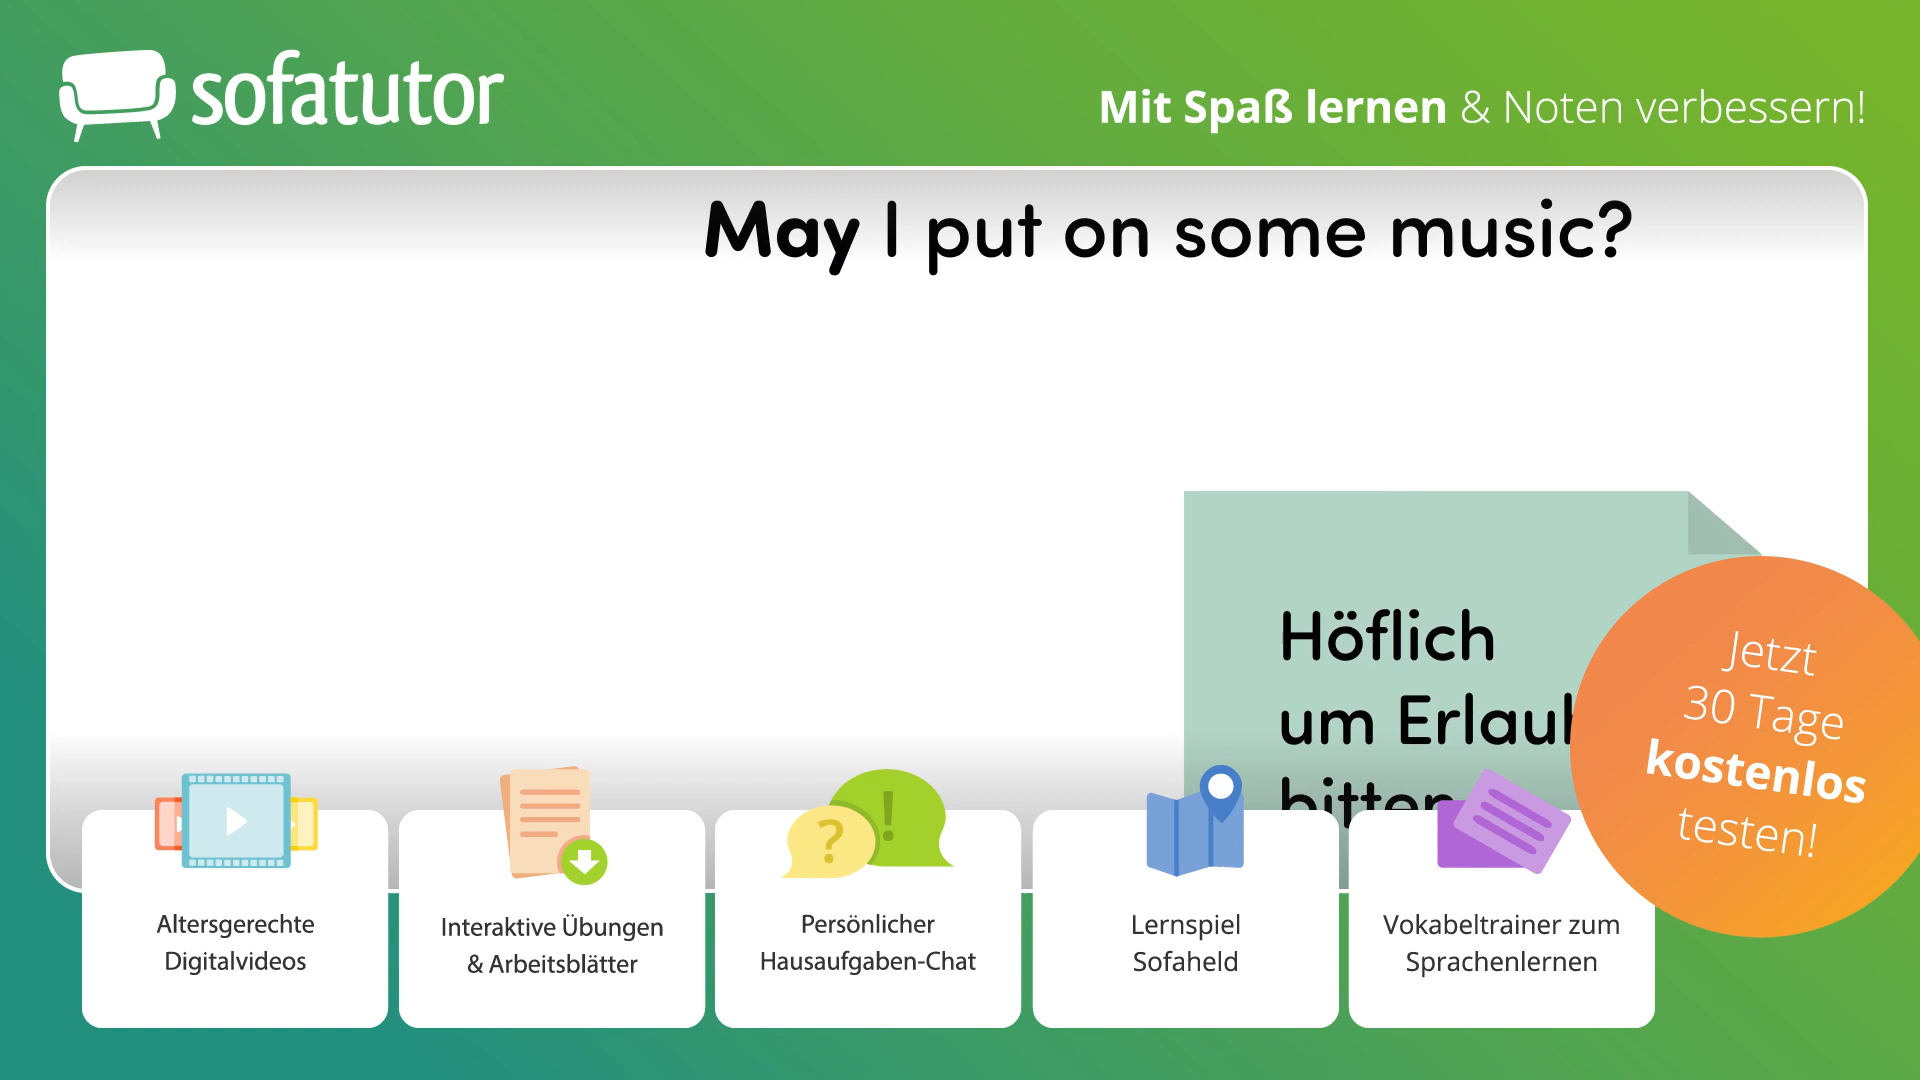 sofatutor
Mit Spaß lernen & Noten verbessern!
May I put on some music?
Höflich
um
bitten
Jetzt
30 Tage
kostenlos
testen!
Altersgerechte
Digitalvideos
Interaktive Übungen
& Arbeitsblätter
Persönlicher
Hausaufgaben-Chat
Lernspiel
Sofaheld
Vokabeltrainer zum
Sprachenlernen